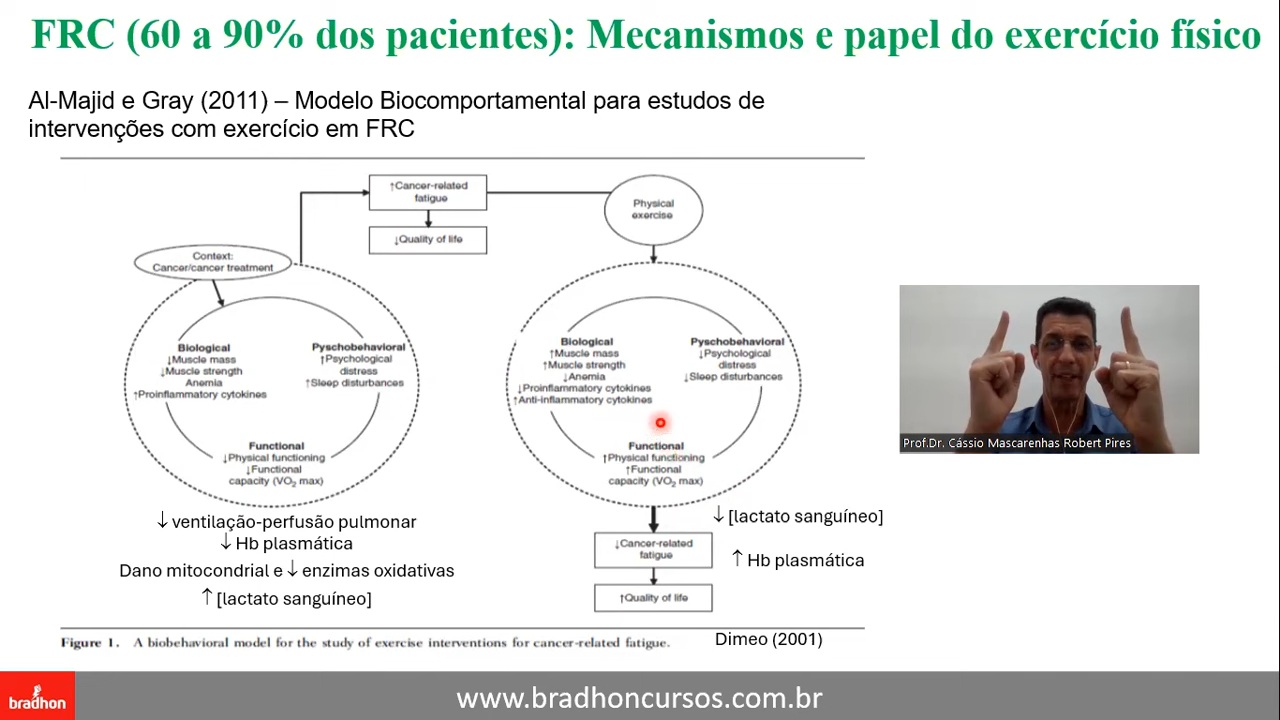 FRC (60 a 90% dos pacientes): Mecanismos e papel do exercício físico
Al-Majid e Gray (2011) – Modelo Biocomportamental para estudos de
intervenções com exercício em FRC
↑Cancer-related
fatigue
↓Quality of life
Physical
exercise
Context:
Cancer/cancer treatment
Biological
↓Muscle mass
↓Muscle strength
Anemia
↑Proinflammatory cytokines
Pyschobehavioral
↑Psychological
distress
↑Sleep disturbances
Functional
↓Physical functioning
↓Functional
capacity (VO2 max)
Biological
↑Muscle mass
↑Muscle strength
↓Anemia
↓Proinflammatory cytokines
↑Anti-inflammatory cytokines
Pyschobehavioral
↓Psychological
distress
↓Sleep disturbances
Functional
↑Physical functioning
↑Functional
capacity (VO2 max)
↓ ventilação-perfusão pulmonar
↓ Hb plasmática
Dano mitocondrial e ↓ enzimas oxidativas
↑ [lactato sanguíneo]
↓ [lactato sanguíneo]
↑ Hb plasmática
↓Cancer-related
fatigue
↑Quality of life
Figure 1. A biobehavioral model for the study of exercise interventions for cancer-related fatigue.
Dimeo (2001)
Prof.Dr. Cássio Mascarenhas Robert Pires
bradhon
www.bradhoncursos.com.br